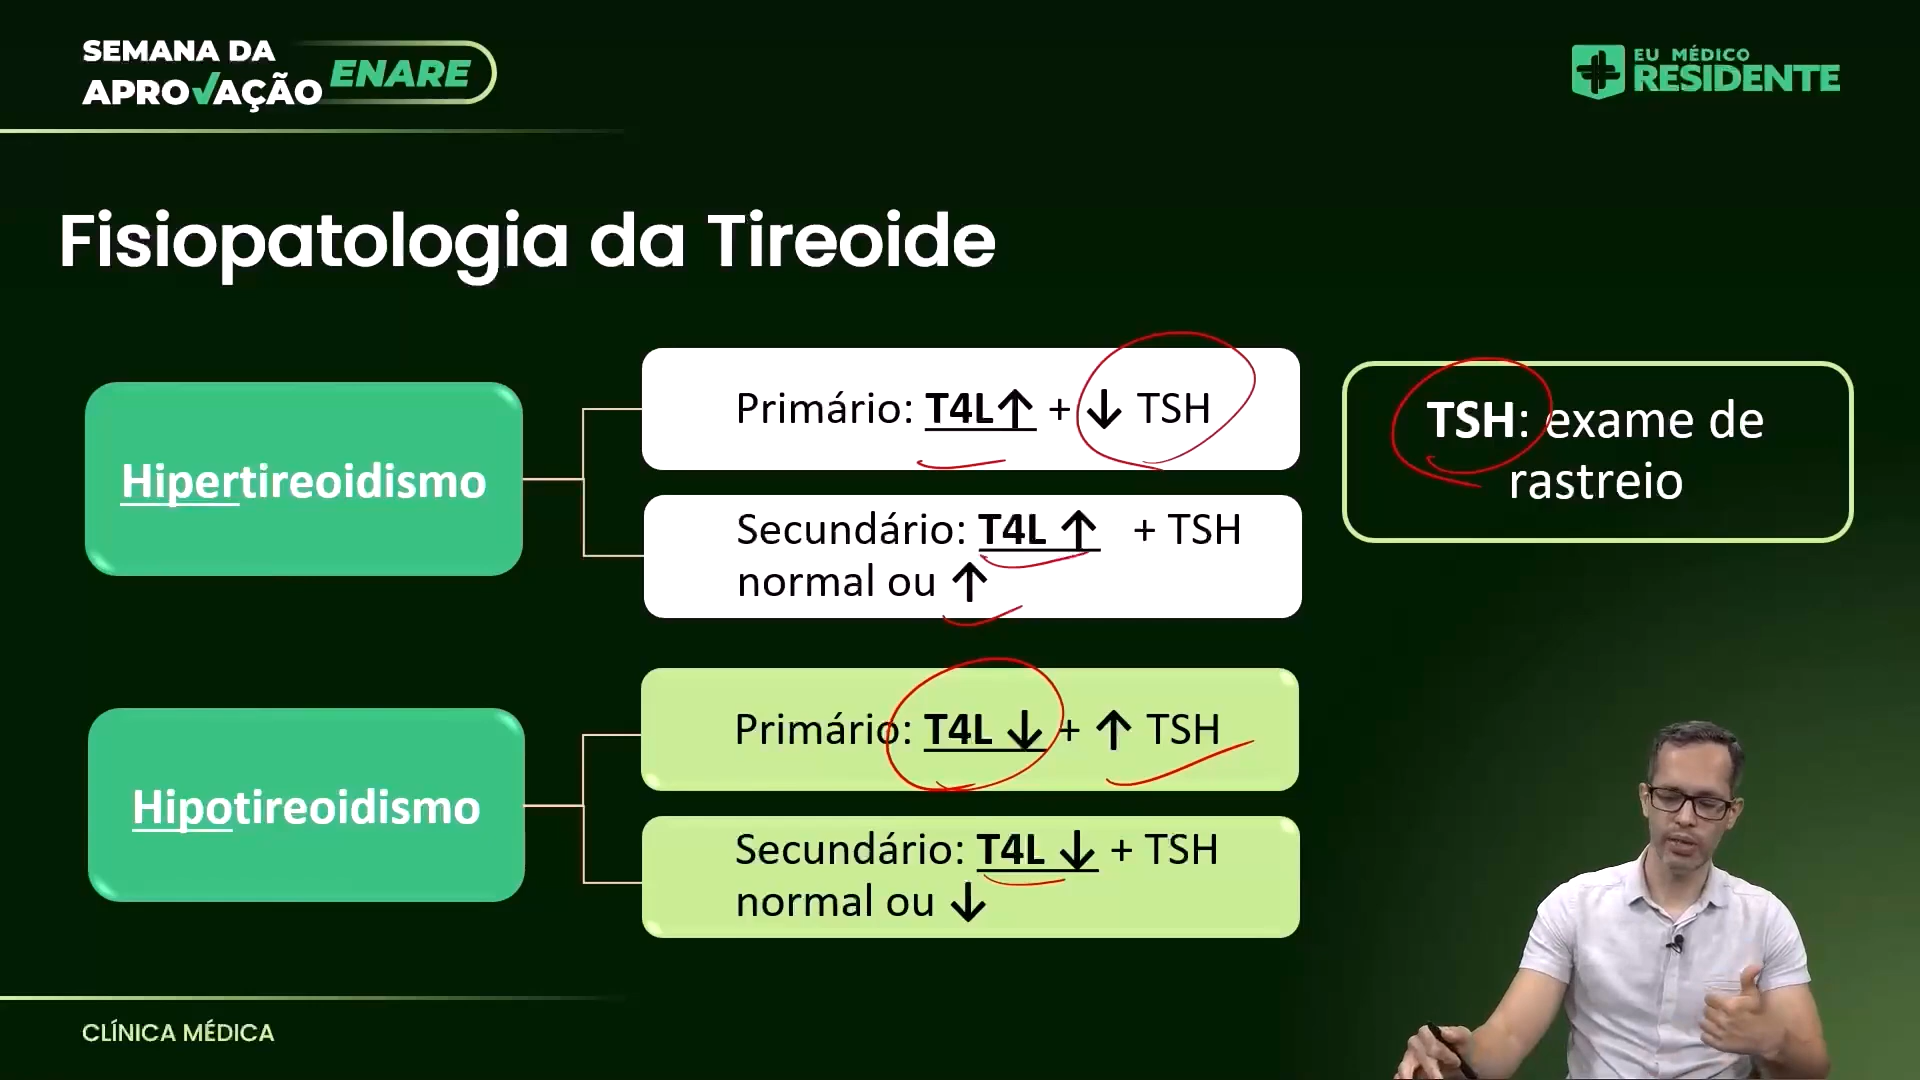 SEMANA DA
APROVAÇÃO ENARE
EU MÉDICO
RESIDENTE
Fisiopatologia da Tireoide
Hipertireoidismo
Primário: T4L↑ + ↓ TSH
Secundário: T4L ↑ + TSH
normal ou ↑
TSH: exame de
rastreio
Hipotireoidismo
Primário: T4L ↓ + ↑ TSH
Secundário: T4L ↓ + TSH
normal ou ↓
CLÍNICA MÉDICA